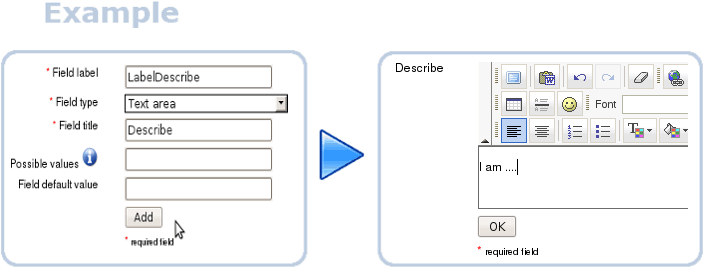 Example
* Field label LabelDescribe
* Field type Text area
* Field title Describe
Possible values
Field default value
Add
* required field
Describe
Font
I am ....
OK
* required field